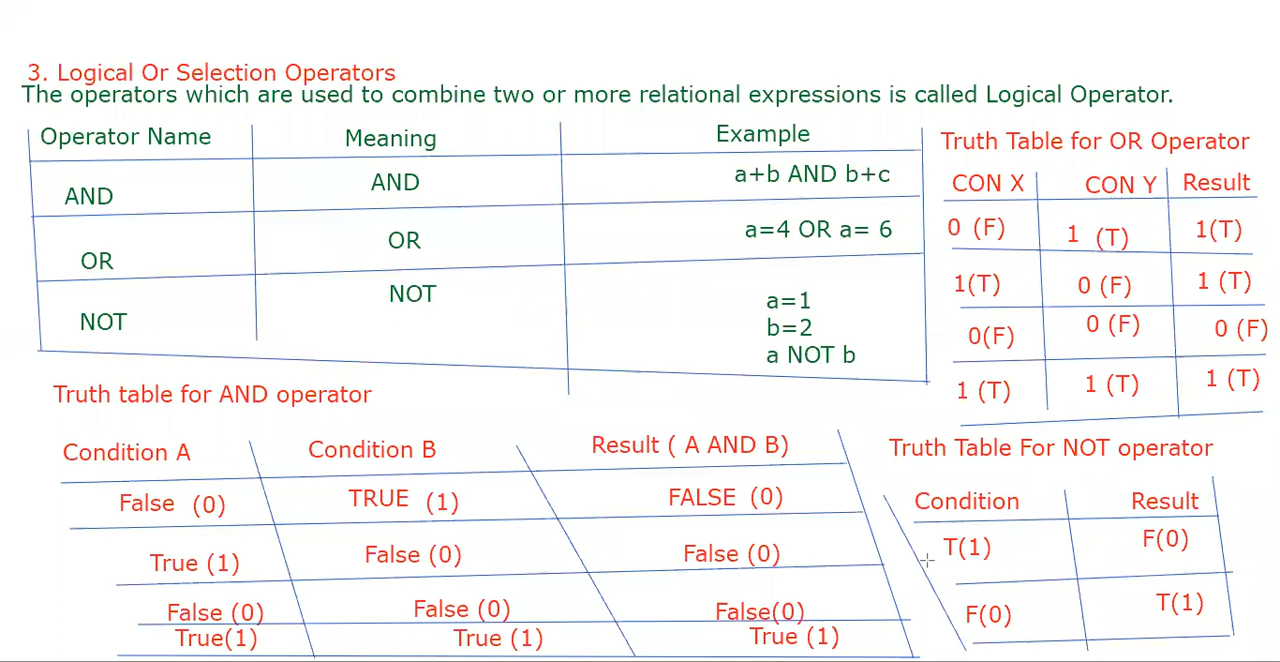 3. Logical Or Selection Operators
The operators which are used to combine two or more relational expressions is called Logical Operator.
Operator Name Meaning Example
AND AND a+b AND b+c
OR OR a=4 OR a= 6
NOT NOT a=1
b=2
a NOT b
Truth Table for OR Operator
CON X CON Y Result
0 (F) 1 (T) 1(T)
1(T) 0 (F) 1 (T)
0(F) 0 (F) 0 (F)
1 (T) 1 (T) 1 (T)
Truth table for AND operator
Condition A Condition B Result ( A AND B)
False (0) TRUE (1) FALSE (0)
True (1) False (0) False (0)
False (0) False (0) False(0)
True(1) True (1) True (1)
Truth Table For NOT operator
Condition Result
T(1) F(0)
F(0) T(1)